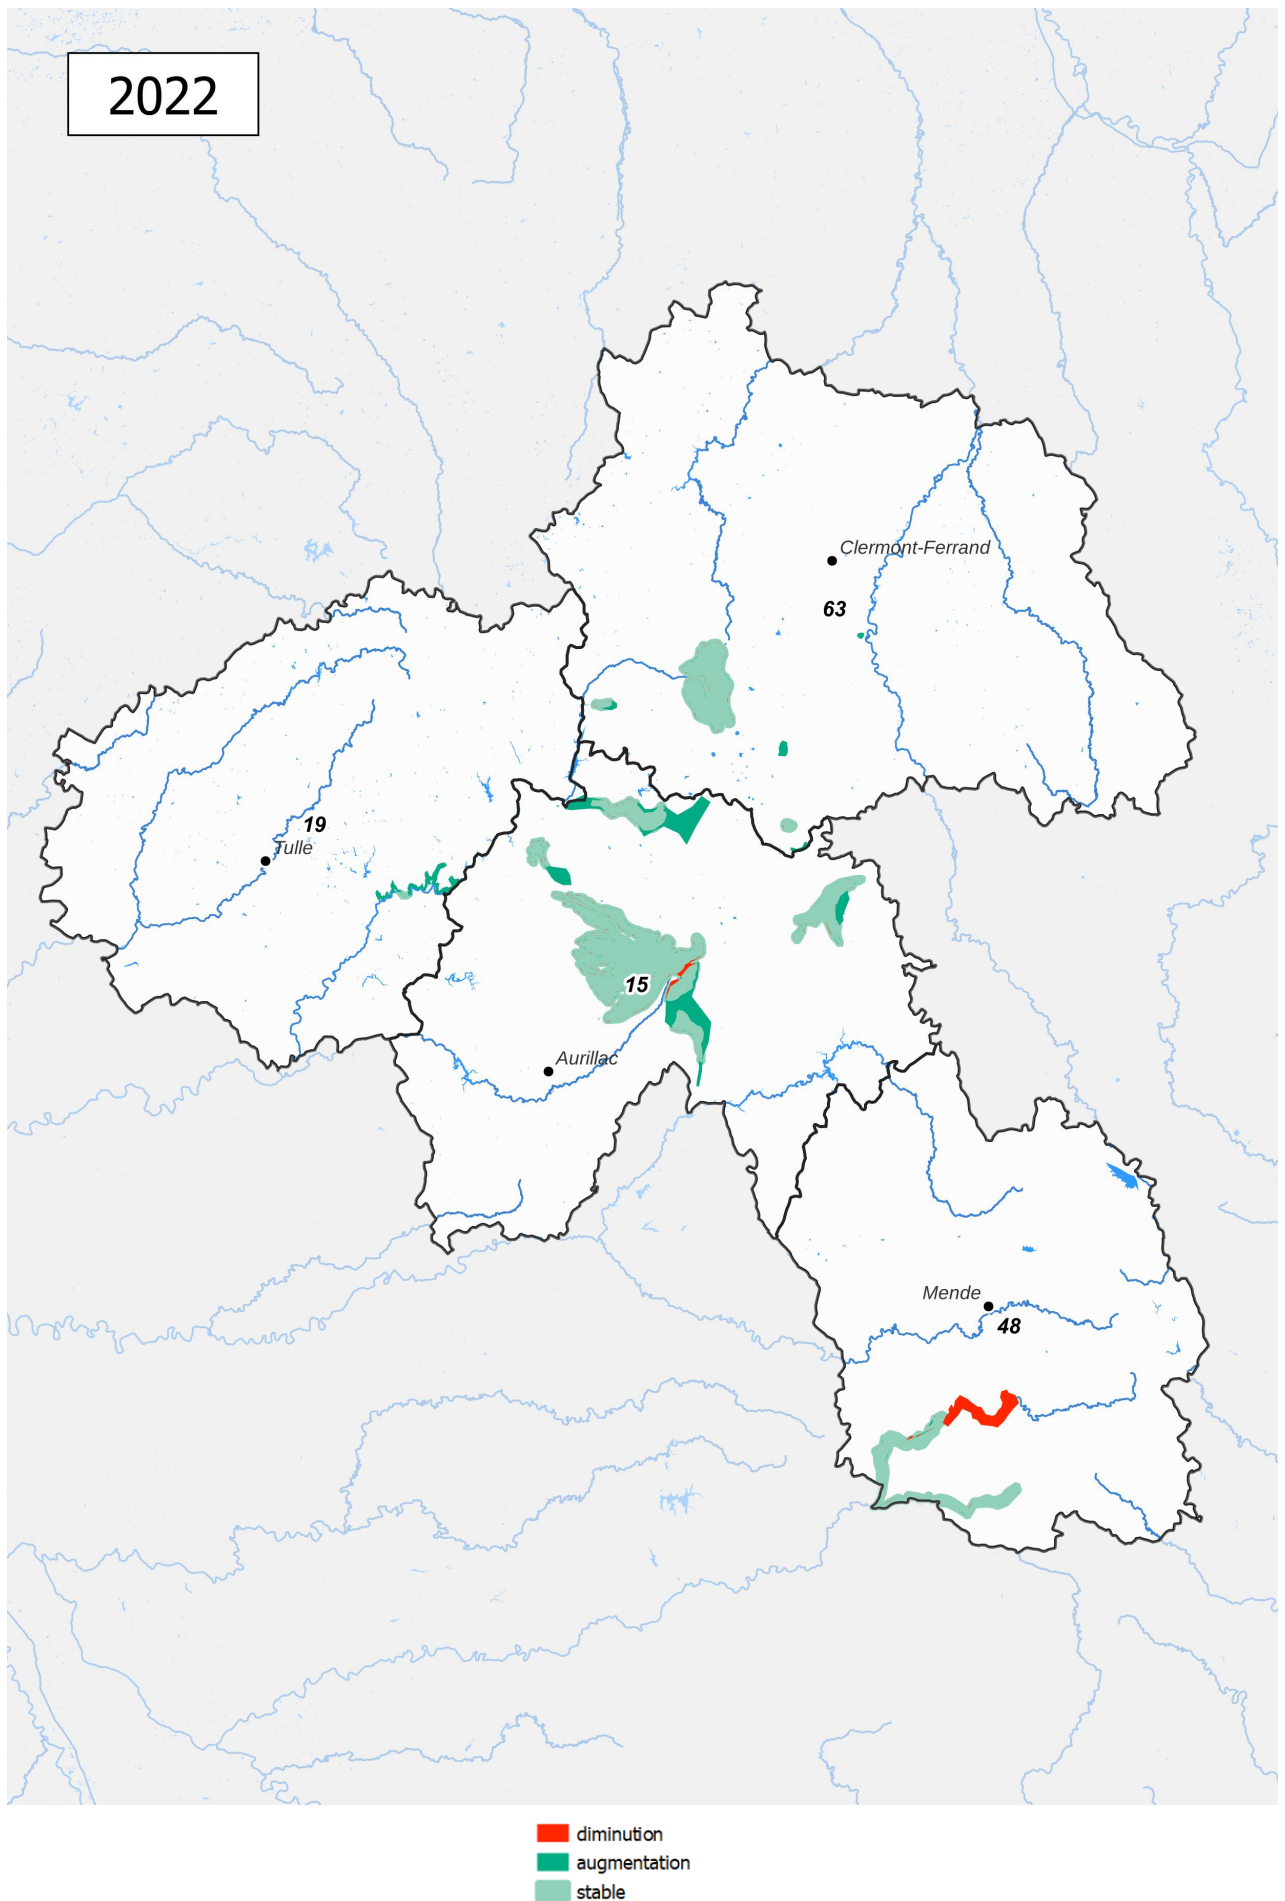 2022
Clermont-Ferrand
63
19
Tulle
15
Aurillac
Mende
48
diminution
augmentation
stable